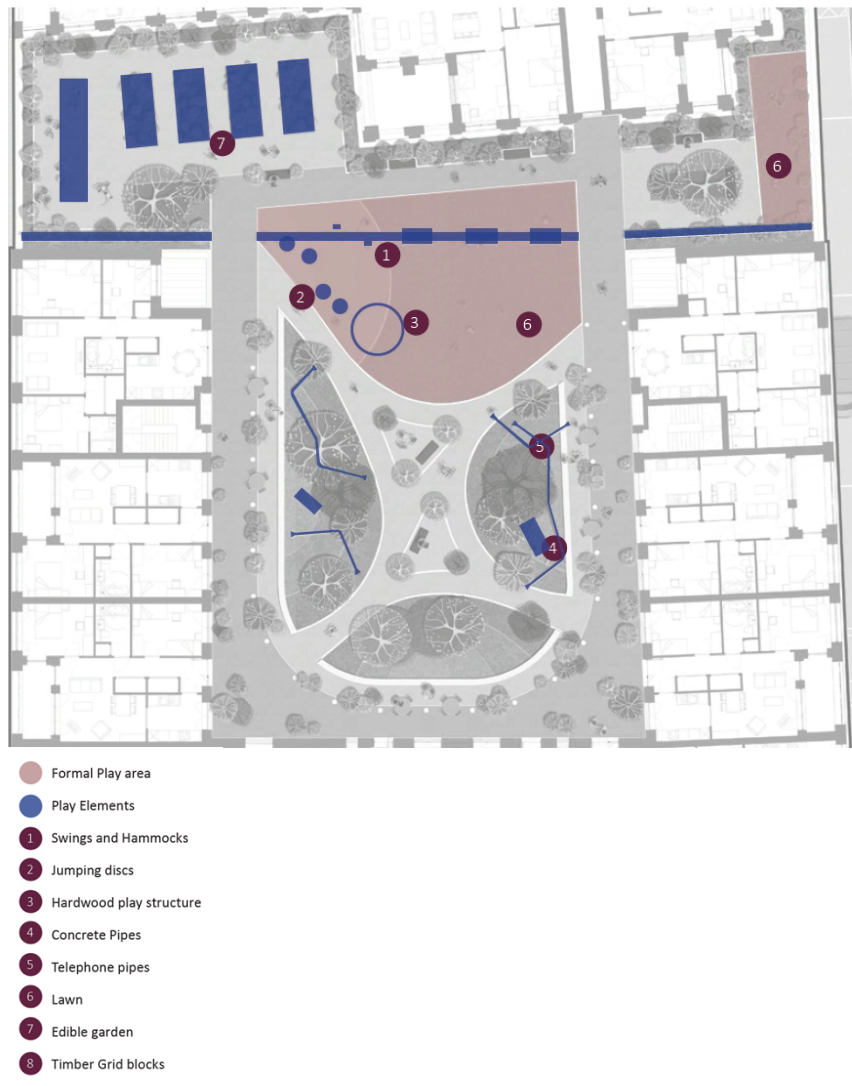 7
6
1
2
3
6
5
4
Formal Play area
Play Elements
1 Swings and Hammocks
2 Jumping discs
3 Hardwood play structure
4 Concrete Pipes
5 Telephone pipes
6 Lawn
7 Edible garden
8 Timber Grid blocks